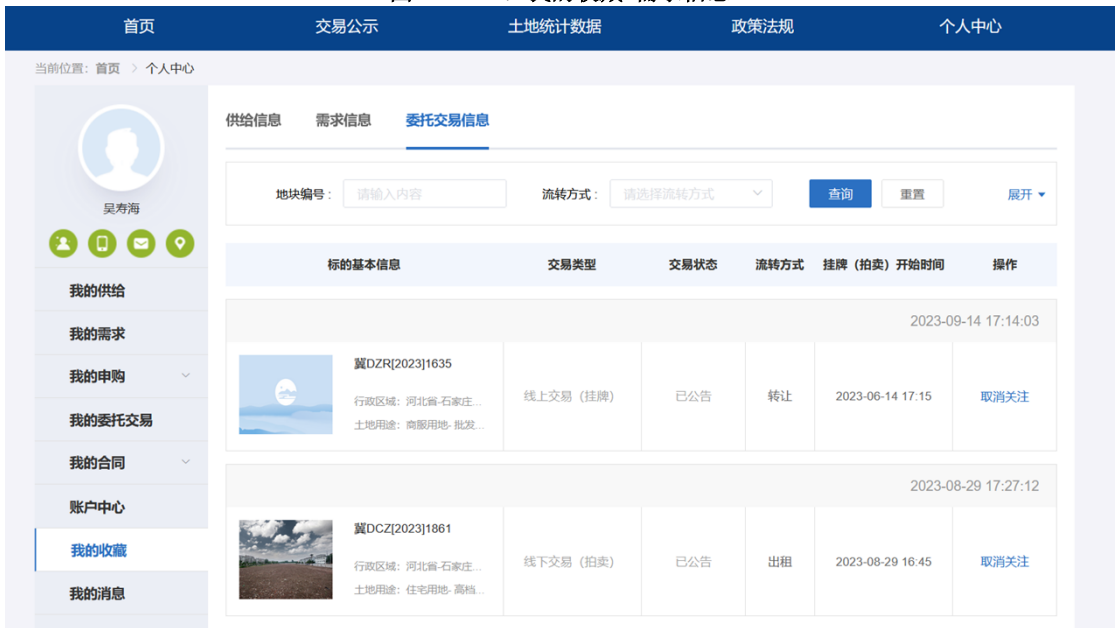 首页 交易公示 土地统计数据 政策法规 个人中心
当前位置：首页 > 个人中心
吴寿海
我的供给
我的需求
我的申购
我的委托交易
我的合同
账户中心
我的收藏
我的消息
供给信息 需求信息 委托交易信息
地块编号： 请输入内容 流转方式： 请选择流转方式 查询 重置 展开
标的基本信息 交易类型 交易状态 流转方式 挂牌（拍卖）开始时间 操作
2023-09-14 17:14:03
冀DZR[2023]1635
行政区域：河北省-石家庄...
土地用途：商服用地-批发...
线上交易（挂牌） 已公告 转让 2023-06-14 17:15 取消关注
2023-08-29 17:27:12
冀DCZ[2023]1861
行政区域：河北省-石家庄...
土地用途：住宅用地-高档...
线下交易（拍卖） 已公告 出租 2023-08-29 16:45 取消关注